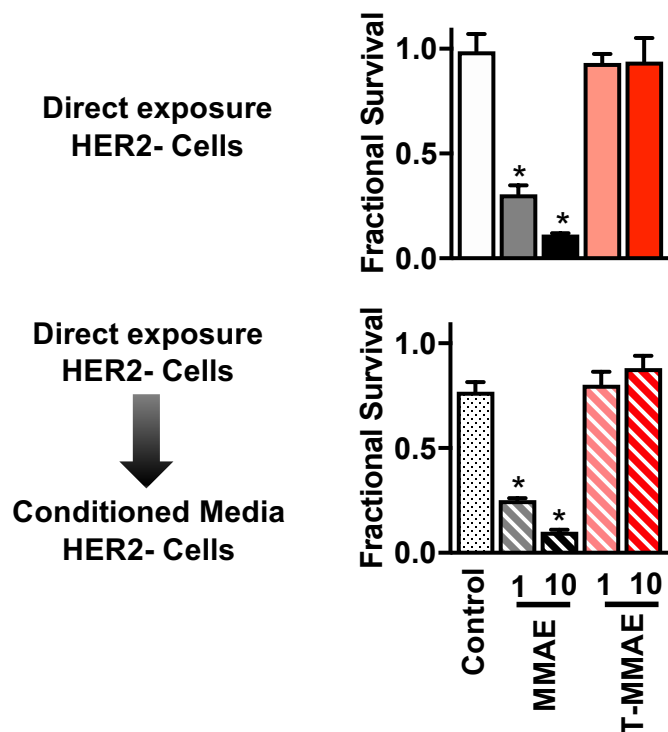 Direct exposure
HER2- Cells
Fractional Survival
1.0
0.5
0.0
*
*
Direct exposure
HER2- Cells
Conditioned Media
HER2- Cells
Fractional Survival
1.0
0.5
0.0
*
*
Control
1 10
MMAE
1 10
T-MMAE